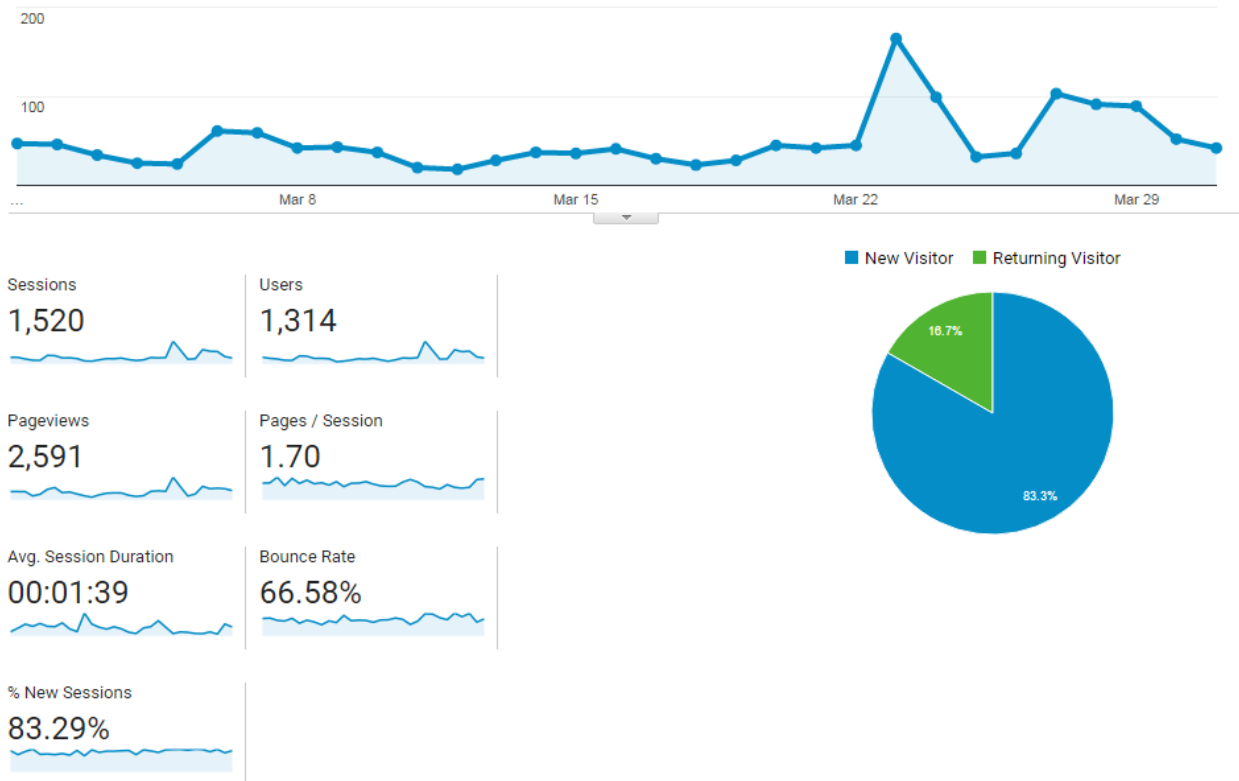 200
100
...
Mar 8
Mar 15
Mar 22
Mar 29
New Visitor
Returning Visitor
Sessions
1,520
Users
1,314
Pageviews
2,591
Pages / Session
1.70
Avg. Session Duration
00:01:39
Bounce Rate
66.58%
% New Sessions
83.29%
16.7%
83.3%